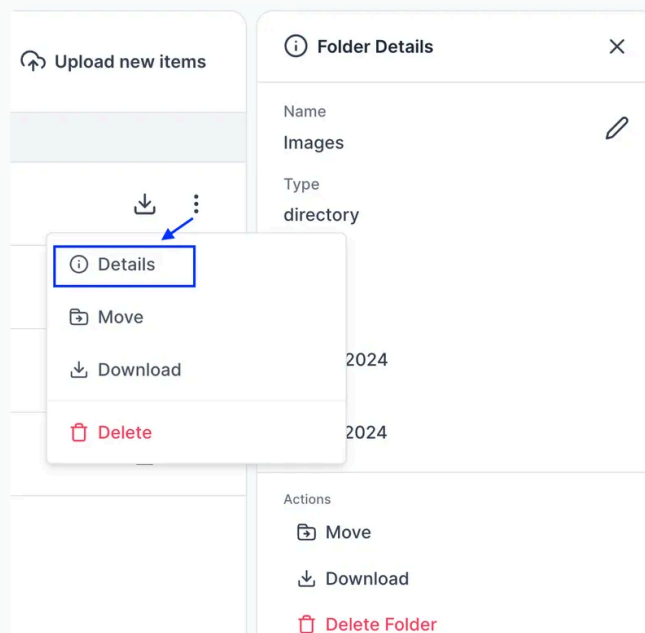 Upload new items
Details
Move
Download
Delete
Folder Details
Name
Images
Type
directory
2024
2024
Actions
Move
Download
Delete Folder